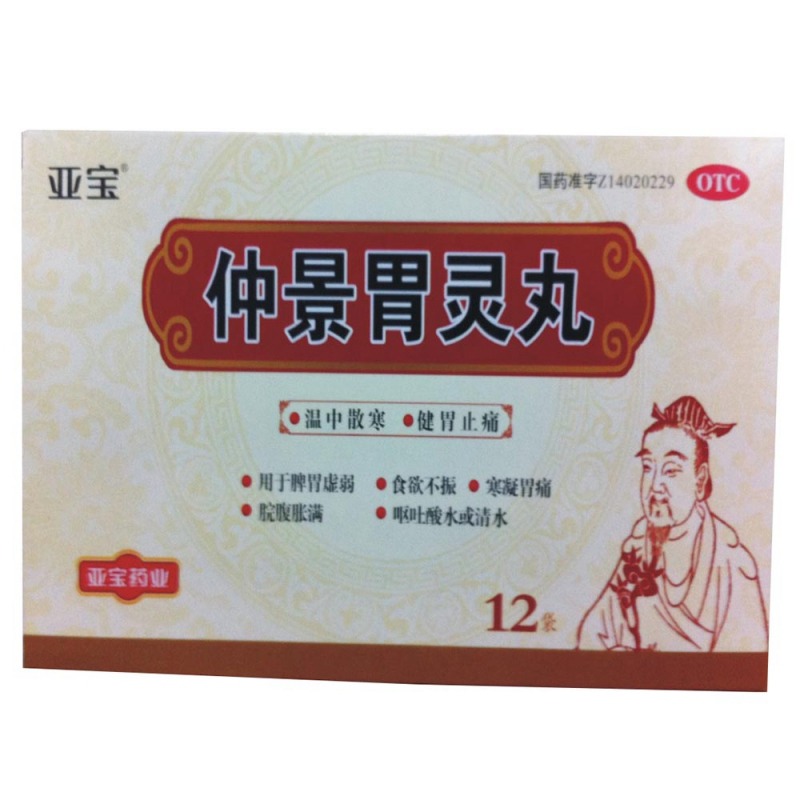 亚宝®
国药准字Z14020229 OTC
仲景胃灵丸
●温中散寒 ●健胃止痛
●用于脾胃虚弱 ●食欲不振 ●寒凝胃痛
●脘腹胀满 ●呕吐酸水或清水
亚宝药业
12袋